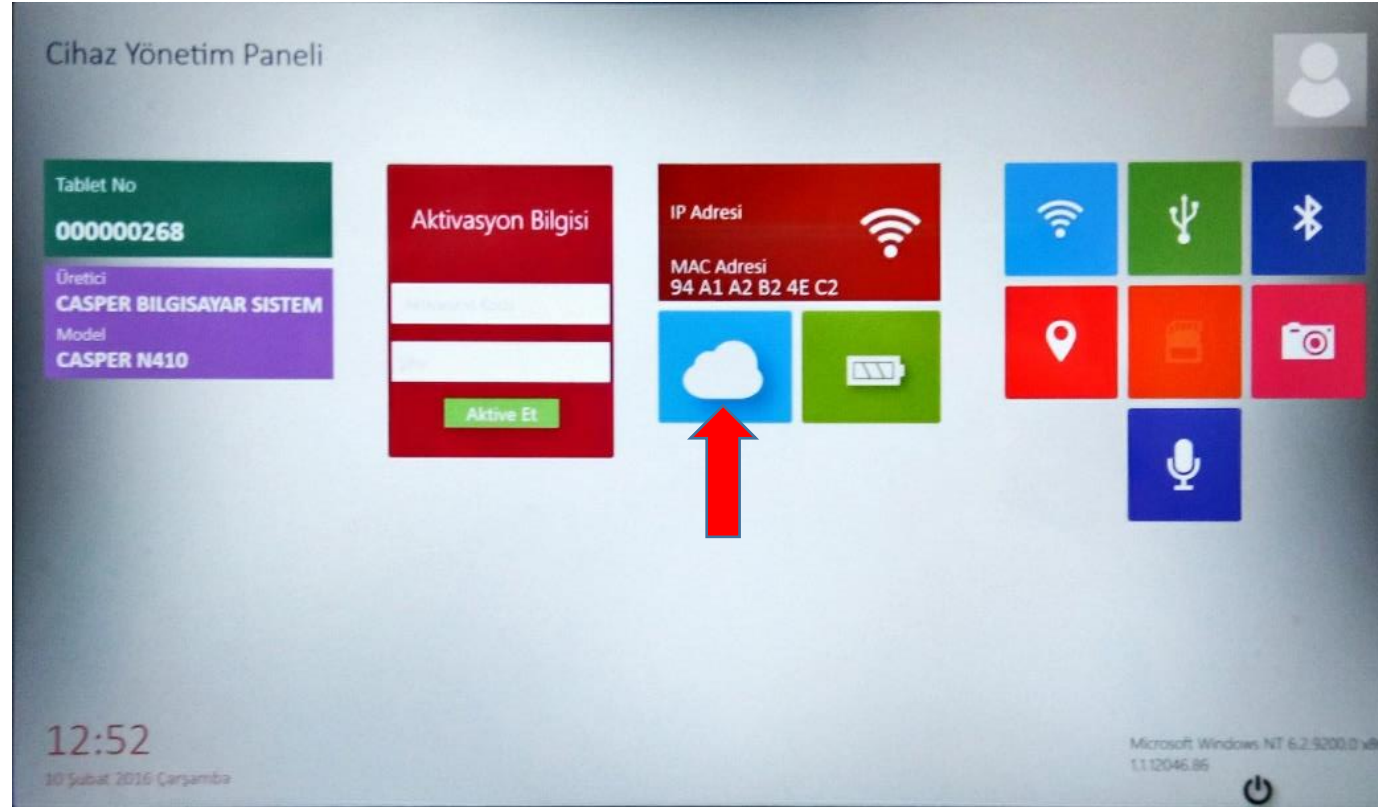 Cihaz Yönetim Paneli
Tablet No
000000268
Üretici
CASPER BILGISAYAR SISTEM
Model
CASPER N410
Aktivasyon Bilgisi
Aktive Et
IP Adresi
MAC Adresi
94 A1 A2 B2 4E C2
12:52
10 Şubat 2016 Çarşamba
Microsoft Windows NT 6.2.9200.0
1.1.12046.86